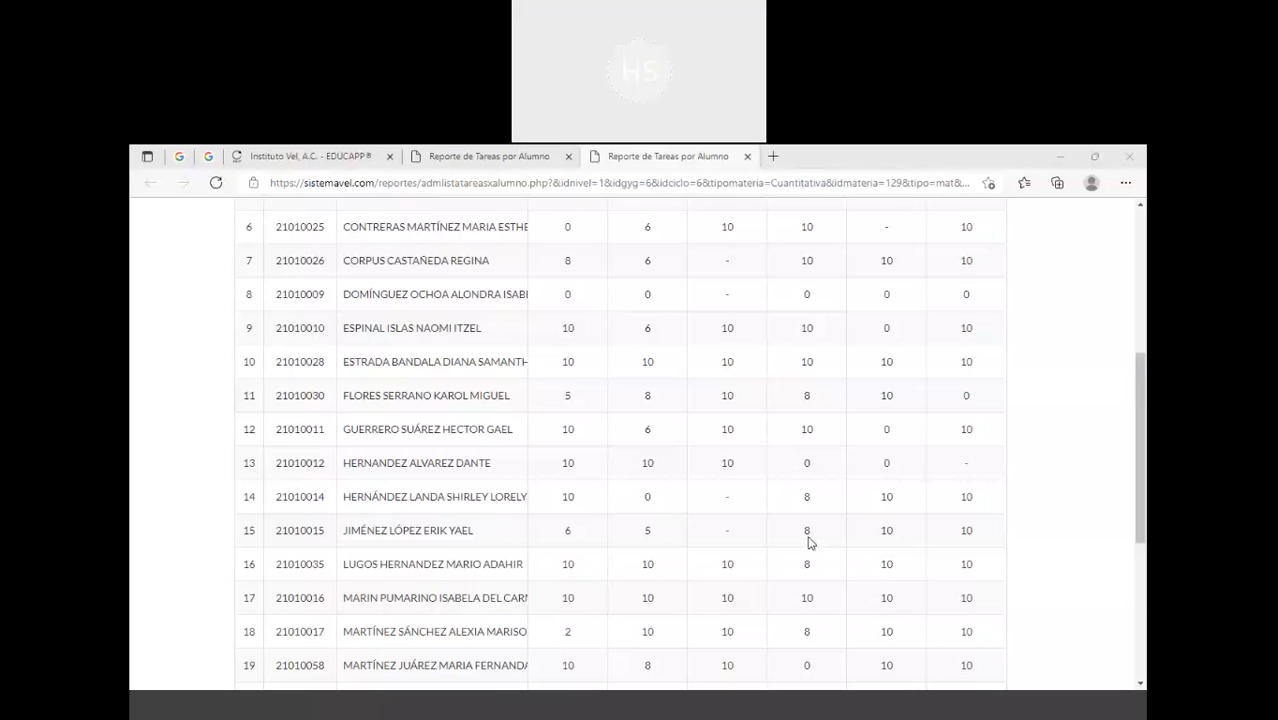 HS
Instituto Vel, A.C. - EDUCAPP®
Reporte de Tareas por Alumno
Reporte de Tareas por Alumno
https://sistemavel.com/reportes/admlistatareasxalumno.php?&idnivel=1&idgyg=6&idciclo=6&tipomateria=Cuantitativa&idmateria=129&tipo=mat&...
6 21010025 CONTRERAS MARTÍNEZ MARIA ESTHE 0 6 10 10 - 10
7 21010026 CORPUS CASTAÑEDA REGINA 8 6 - 10 10 10
8 21010009 DOMÍNGUEZ OCHOA ALONDRA ISABI 0 0 - 0 0 0
9 21010010 ESPINAL ISLAS NAOMI ITZEL 10 6 10 10 0 10
10 21010028 ESTRADA BANDALA DIANA SAMANTH 10 10 10 10 10 10
11 21010030 FLORES SERRANO KAROL MIGUEL 5 8 10 8 10 0
12 21010011 GUERRERO SUÁREZ HECTOR GAEL 10 6 10 10 0 10
13 21010012 HERNANDEZ ALVAREZ DANTE 10 10 10 0 0 -
14 21010014 HERNÁNDEZ LANDA SHIRLEY LORELY 10 0 - 8 10 10
15 21010015 JIMÉNEZ LÓPEZ ERIK YAEL 6 5 - 8 10 10
16 21010035 LUGOS HERNANDEZ MARIO ADAHIR 10 10 10 8 10 10
17 21010016 MARIN PUMARINO ISABELA DEL CARN 10 10 10 10 10 10
18 21010017 MARTÍNEZ SÁNCHEZ ALEXIA MARISO 2 10 10 8 10 10
19 21010058 MARTÍNEZ JUÁREZ MARIA FERNANDA 10 8 10 0 10 10